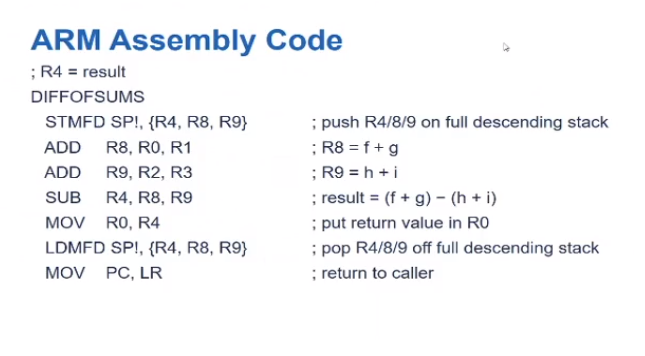 ARM Assembly Code
; R4 = result
DIFFOFSUMS
STMFD SP!, {R4, R8, R9} ; push R4/8/9 on full descending stack
ADD R8, R0, R1 ; R8 = f + g
ADD R9, R2, R3 ; R9 = h + i
SUB R4, R8, R9 ; result = (f + g) − (h + i)
MOV R0, R4 ; put return value in R0
LDMFD SP!, {R4, R8, R9} ; pop R4/8/9 off full descending stack
MOV PC, LR ; return to caller